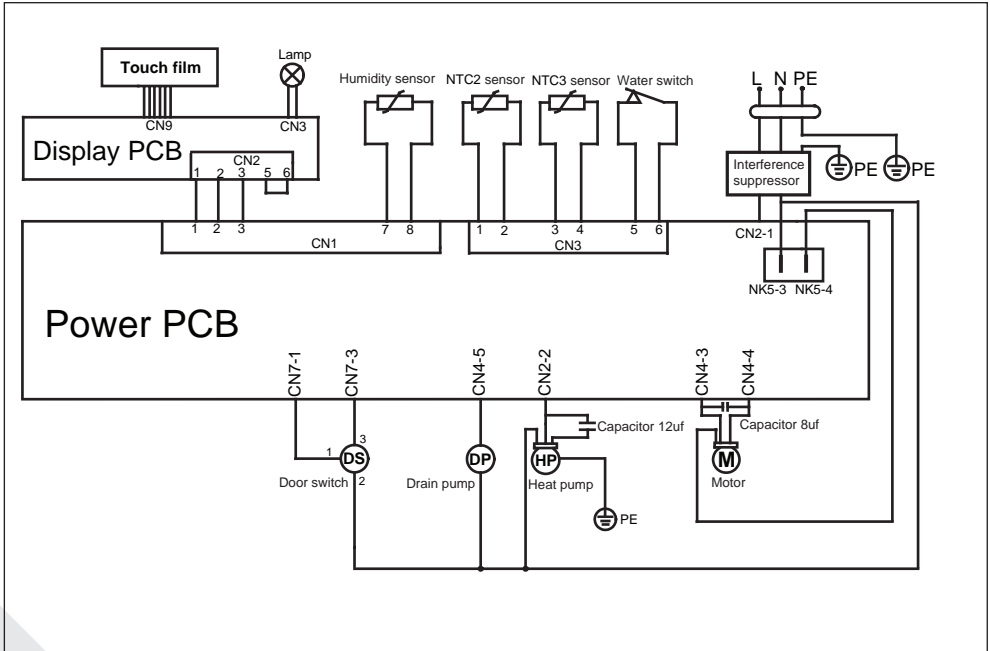 Lamp
Touch film
Humidity sensor NTC2 sensor NTC3 sensor Water switch
L N PE
CN9 CN3
Display PCB
CN2
1 2 3 5 6
Interference
suppressor
PE PE
1 2 3 7 8 1 2 3 4 5 6
CN1 CN3 CN2-1
NK5-3 NK5-4
Power PCB
CN7-1 CN7-3 CN4-5 CN2-2 CN4-3 CN4-4
Capacitor 12uf Capacitor 8uf
3
1 DS DP HP M
2
Door switch Drain pump Heat pump Motor
PE